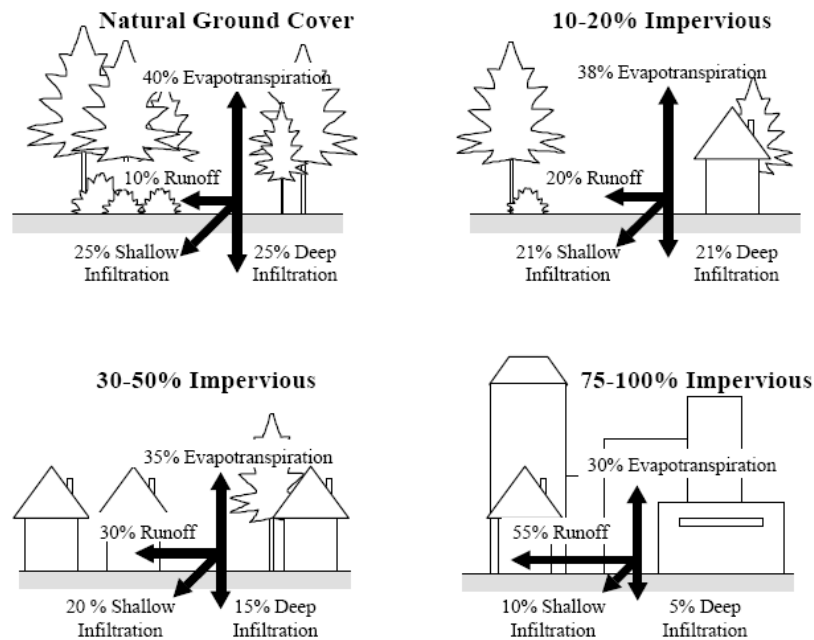 Natural Ground Cover
40% Evapotranspiration
10% Runoff
25% Shallow
Infiltration
25% Deep
Infiltration
10-20% Impervious
38% Evapotranspiration
20% Runoff
21% Shallow
Infiltration
21% Deep
Infiltration
30-50% Impervious
35% Evapotranspiration
30% Runoff
20 % Shallow
Infiltration
15% Deep
Infiltration
75-100% Impervious
30% Evapotranspiration
55% Runoff
10% Shallow
Infiltration
5% Deep
Infiltration